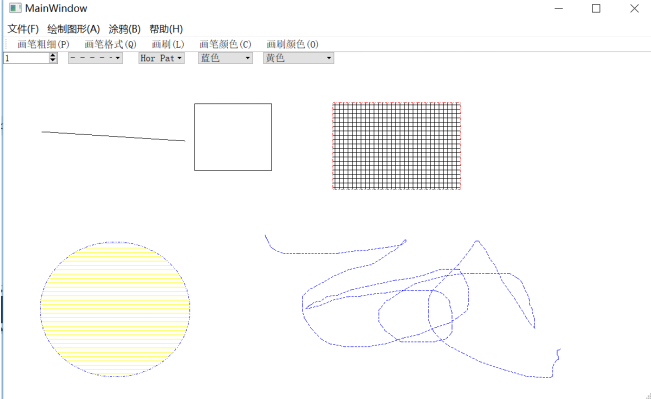 MainWindow
文件(F) 绘制图形(A) 涂鸦(B) 帮助(H)
画笔粗细(P) 画笔格式(Q) 画刷(L) 画笔颜色(C) 画刷颜色(O)
1 Hor Pat 蓝色 黄色